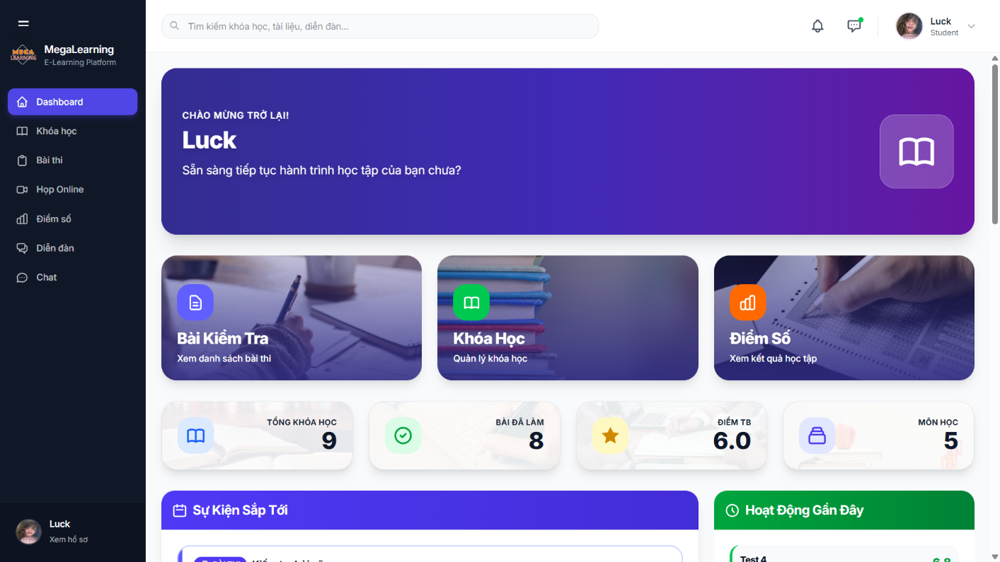 MEGA
LEARNING
MegaLearning
E-Learning Platform
Dashboard
Khóa học
Bài thi
Họp Online
Điểm số
Diễn đàn
Chat
Luck
Xem hồ sơ
Tìm kiếm khóa học, tài liệu, diễn đàn...
Luck
Student
CHÀO MỪNG TRỞ LẠI!
Luck
Sẵn sàng tiếp tục hành trình học tập của bạn chưa?
Bài Kiểm Tra
Xem danh sách bài thi
Khóa Học
Quản lý khóa học
Điểm Số
Xem kết quả học tập
TỔNG KHÓA HỌC
9
BÀI ĐÃ LÀM
8
ĐIỂM TB
6.0
MÔN HỌC
5
Sự Kiện Sắp Tới
Hoạt Động Gần Đây
Test 4